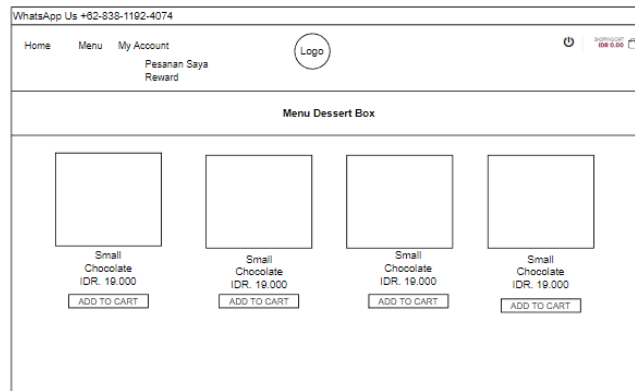 WhatsApp Us +62-838-1192-4074
Home Menu My Account
Pesanan Saya
Reward
Logo
SHOPPING CART
IDR 0.00
Menu Dessert Box
Small
Chocolate
IDR. 19.000
ADD TO CART
Small
Chocolate
IDR. 19.000
ADD TO CART
Small
Chocolate
IDR. 19.000
ADD TO CART
Small
Chocolate
IDR. 19.000
ADD TO CART